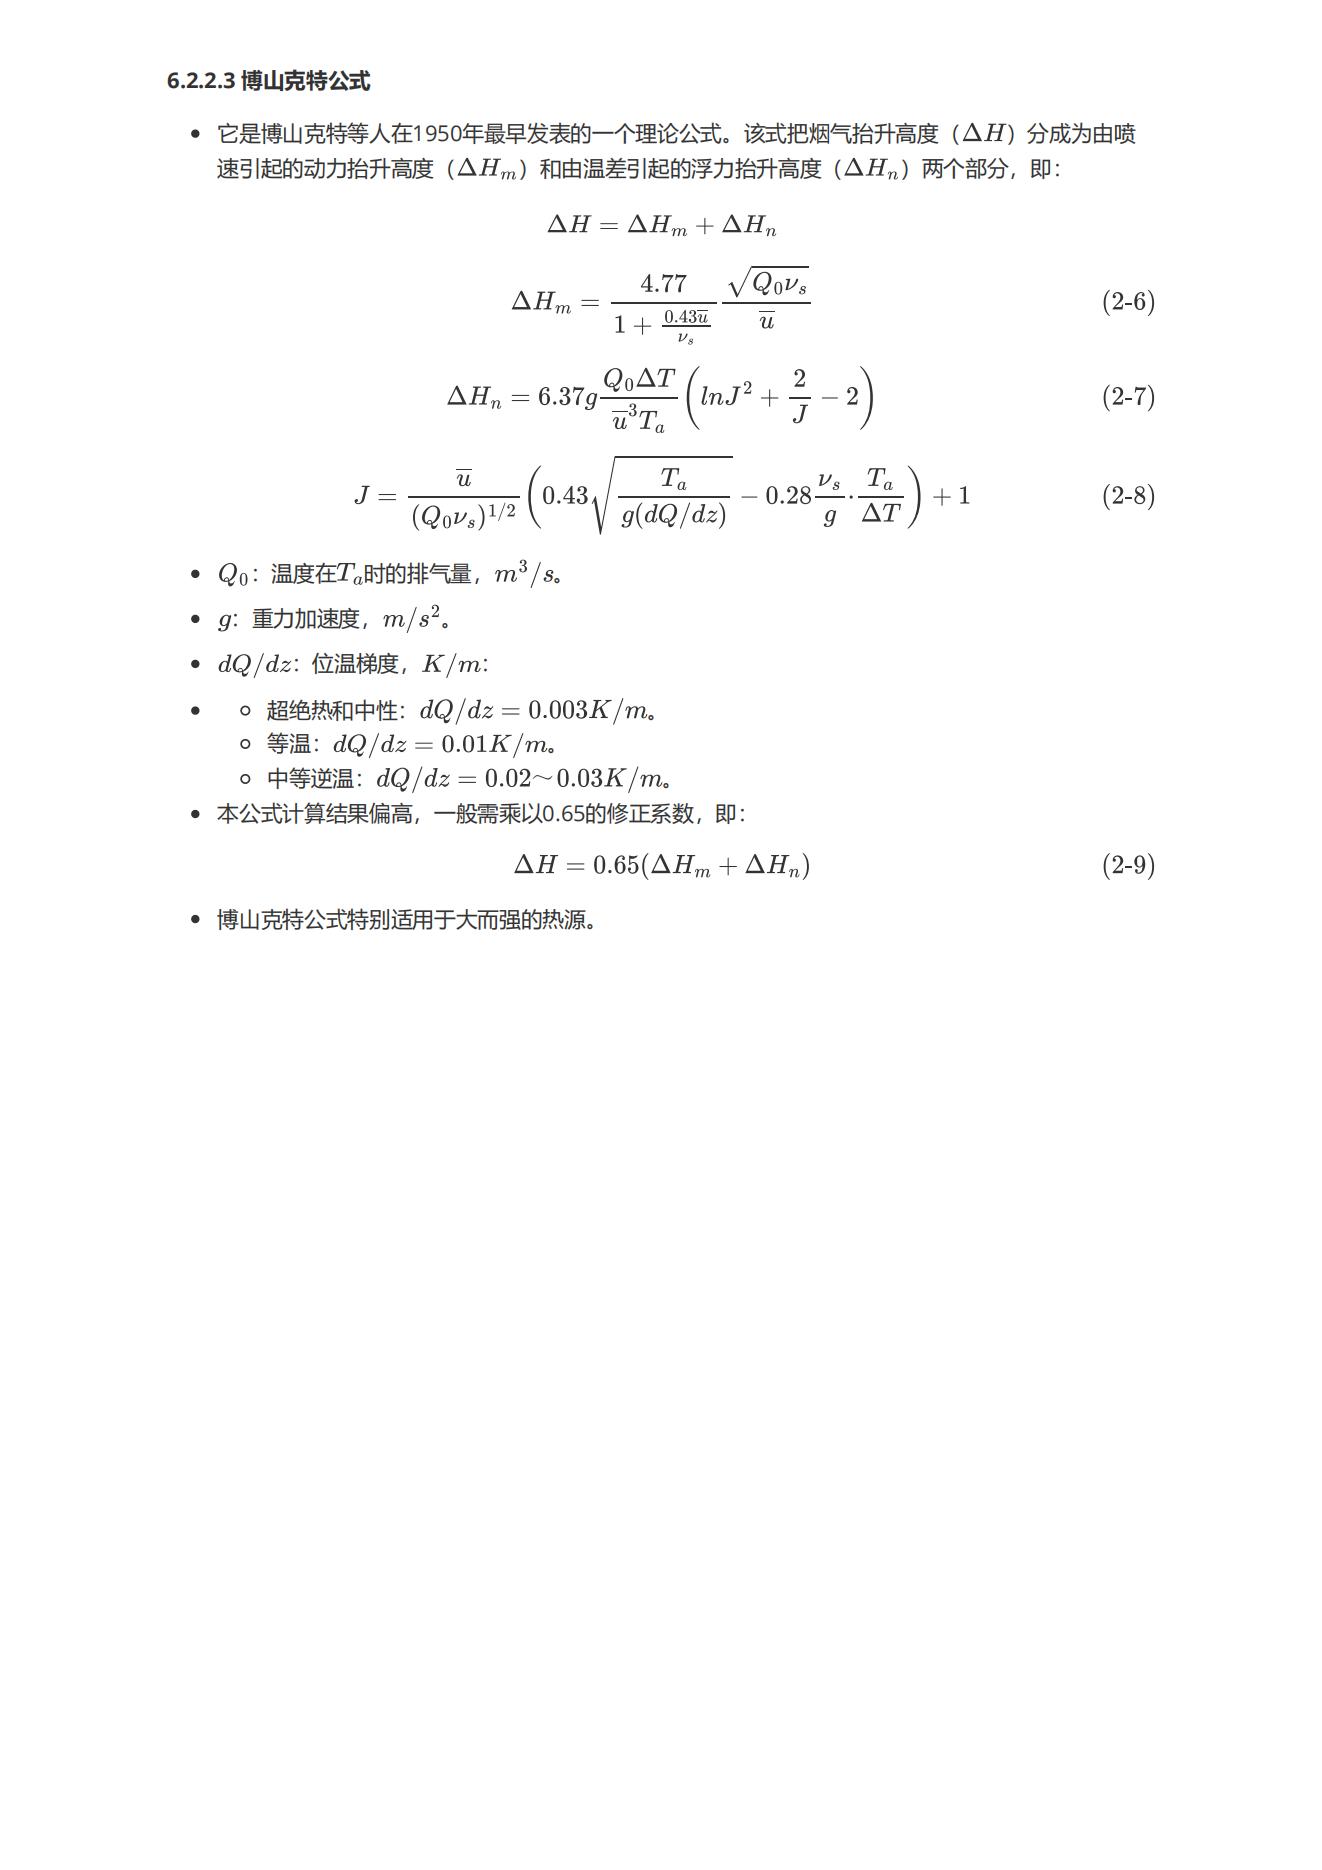 6.2.2.3 博山克特公式
● 它是博山克特等人在1950年最早发表的一个理论公式。该式把烟气抬升高度（$\Delta H$）分成为由喷
速引起的动力抬升高度（$\Delta H_m$）和由温差引起的浮力抬升高度（$\Delta H_n$）两个部分，即：
$\Delta H = \Delta H_m + \Delta H_n$
$\Delta H_m = \frac{4.77}{1 + \frac{0.43\overline{u}}{\nu_s}} \frac{\sqrt{Q_0 \nu_s}}{\overline{u}}$ (2-6)
$\Delta H_n = 6.37g \frac{Q_0 \Delta T}{\overline{u}^3 T_a} \left( lnJ^2 + \frac{2}{J} - 2 \right)$ (2-7)
$J = \frac{\overline{u}}{(Q_0 \nu_s)^{1/2}} \left( 0.43 \sqrt{\frac{T_a}{g(dQ/dz)}} - 0.28 \frac{\nu_s}{g} \cdot \frac{T_a}{\Delta T} \right) + 1$ (2-8)
● $Q_0$：温度在$T_a$时的排气量，$m^3/s$。
● $g$：重力加速度，$m/s^2$。
● $dQ/dz$：位温梯度，$K/m$：
● ○ 超绝热和中性：$dQ/dz = 0.003K/m$。
○ 等温：$dQ/dz = 0.01K/m$。
○ 中等逆温：$dQ/dz = 0.02～0.03K/m$。
● 本公式计算结果偏高，一般需乘以0.65的修正系数，即：
$\Delta H = 0.65(\Delta H_m + \Delta H_n)$ (2-9)
● 博山克特公式特别适用于大而强的热源。